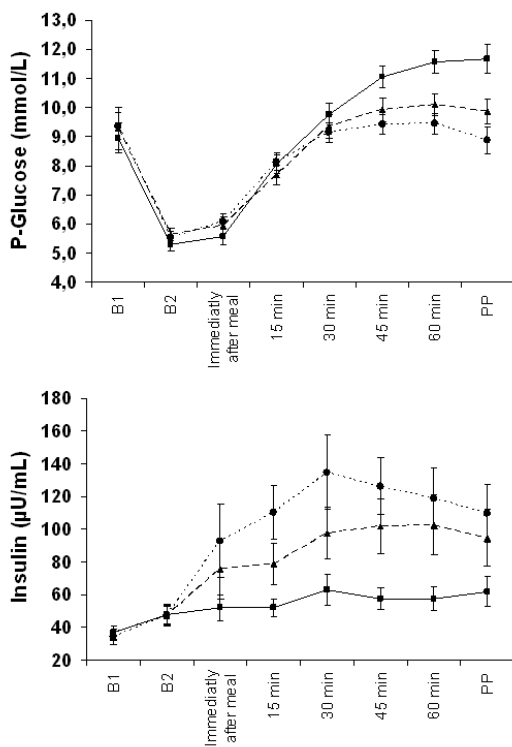 13,0
12,0
11,0
10,0
9,0
8,0
7,0
6,0
5,0
4,0
P-Glucose (mmol/L)
B1
B2
Immediatly
after meal
15 min
30 min
45 min
60 min
PP
180
160
140
120
100
80
60
40
20
Insulin (µU/mL)
B1
B2
Immediatly
after meal
15 min
30 min
45 min
60 min
PP